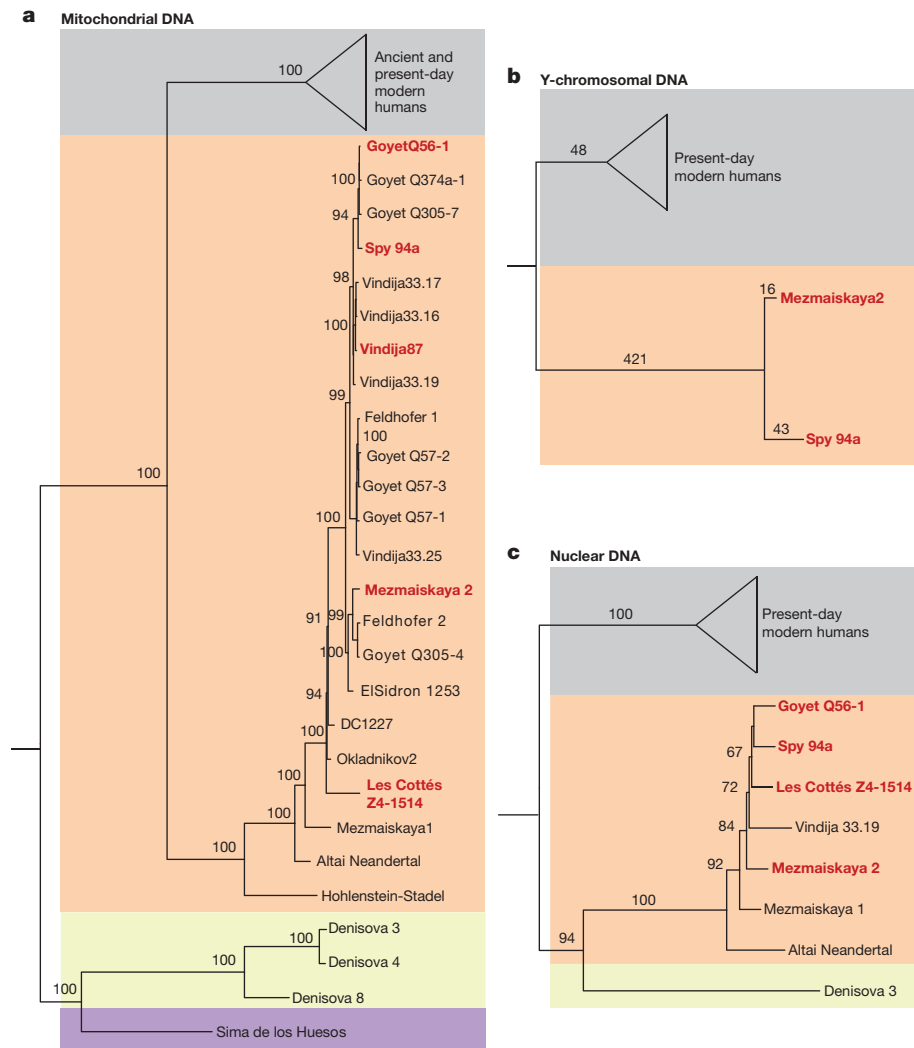 a
Mitochondrial DNA
100
Ancient and
present-day
modern
humans
GoyetQ56-1
100
Goyet Q374a-1
94
Goyet Q305-7
Spy 94a
98
Vindija33.17
Vindija33.16
100
Vindija87
Vindija33.19
99
Feldhofer 1
100
Goyet Q57-2
Goyet Q57-3
100
Goyet Q57-1
Vindija33.25
Mezmaiskaya 2
91
99
Feldhofer 2
100
Goyet Q305-4
94
ElSidron 1253
DC1227
100
Okladnikov2
100
Les Cottés
Z4-1514
100
Mezmaiskaya1
100
Altai Neandertal
Hohlenstein-Stadel
100
Denisova 3
100
100
Denisova 4
Denisova 8
100
Sima de los Huesos
b
Y-chromosomal DNA
48
Present-day
modern humans
16
Mezmaiskaya2
421
43
Spy 94a
c
Nuclear DNA
100
Present-day
modern humans
Goyet Q56-1
67
Spy 94a
72
Les Cottés Z4-1514
84
Vindija 33.19
92
Mezmaiskaya 2
100
Mezmaiskaya 1
94
Altai Neandertal
Denisova 3